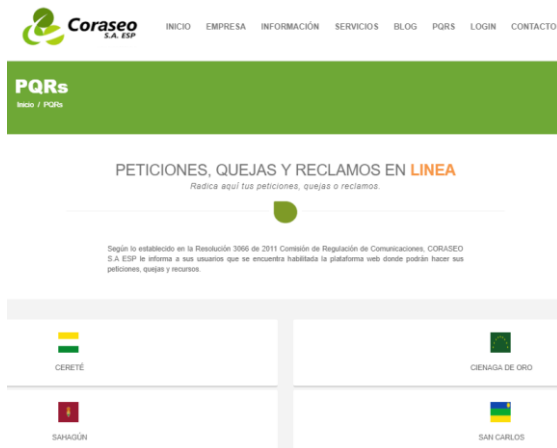 Coraseo
S.A. ESP
INICIO EMPRESA INFORMACIÓN SERVICIOS BLOG PQRS LOGIN CONTACTO
PQRs
Inicio / PQRs
PETICIONES, QUEJAS Y RECLAMOS EN LINEA
Radica aquí tus peticiones, quejas o reclamos.
Según lo establecido en la Resolución 3066 de 2011 Comisión de Regulación de Comunicaciones, CORASEO
S.A ESP le informa a sus usuarios que se encuentra habilitada la plataforma web donde podrán hacer sus
peticiones, quejas y recursos.
CERETÉ
CIENAGA DE ORO
SAHAGÚN
SAN CARLOS